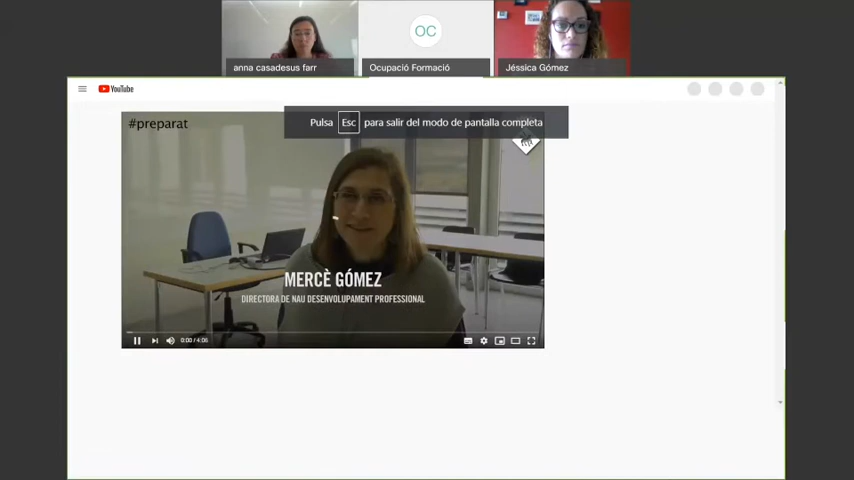 OC
anna casadesus farr
Ocupació Formació
Jéssica Gómez
YouTube
Pulsa Esc para salir del modo de pantalla completa
#preparat
MERCÈ GÓMEZ
DIRECTORA DE NAU DESENVOLUPAMENT PROFESSIONAL
0:00 / 4:06